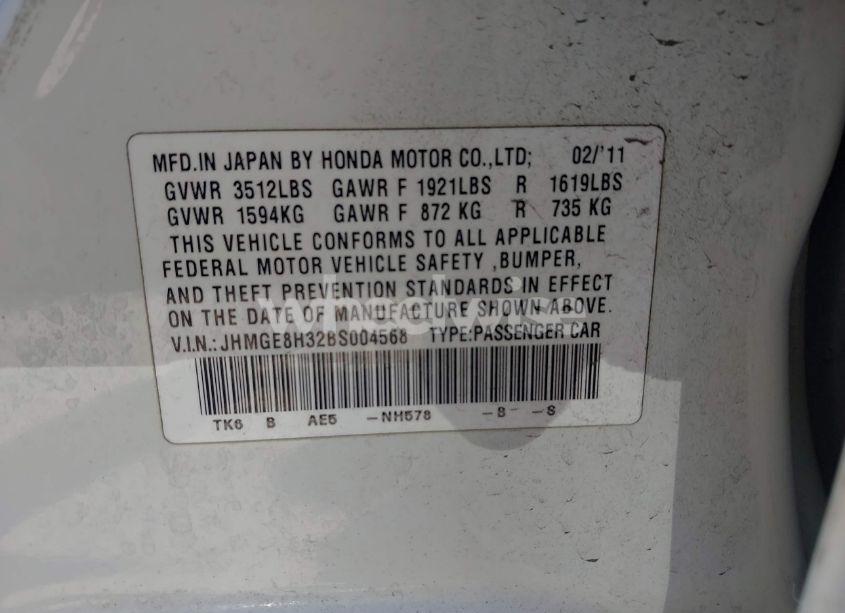 MFD.IN JAPAN BY HONDA MOTOR CO.,LTD; 02/'11
GVWR 3512LBS GAWR F 1921LBS R 1619LBS
GVWR 1594KG GAWR F 872 KG R 735 KG
THIS VEHICLE CONFORMS TO ALL APPLICABLE
FEDERAL MOTOR VEHICLE SAFETY ,BUMPER,
AND THEFT PREVENTION STANDARDS IN EFFECT
ON THE DATE OF MANUFACTURE SHOWN ABOVE.
V.I.N.: JHMGE8H32BS004568 TYPE:PASSENGER CAR
TK6 B AE5 -NH578 -B- -S